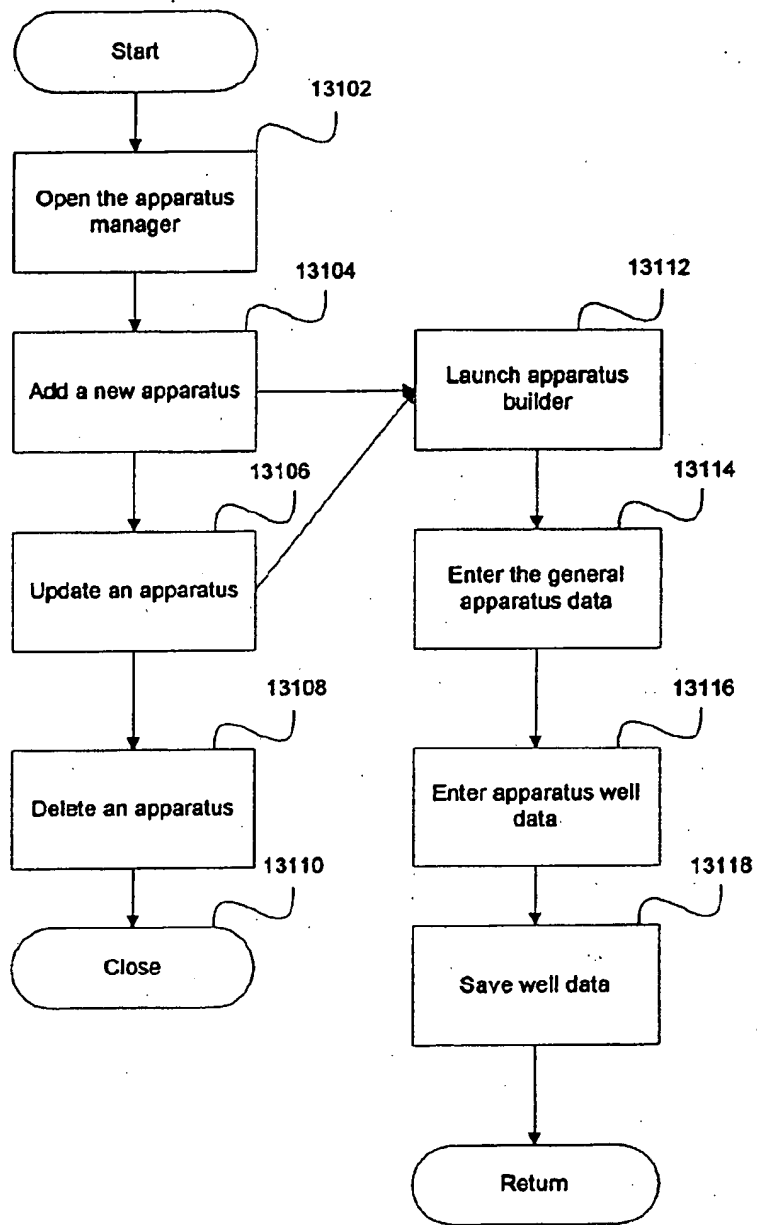 Start
13102
Open the apparatus
manager
13104
Add a new apparatus
13106
Update an apparatus
13108
Delete an apparatus
13110
Close
13112
Launch apparatus
builder
13114
Enter the general
apparatus data
13116
Enter apparatus well
data
13118
Save well data
Return